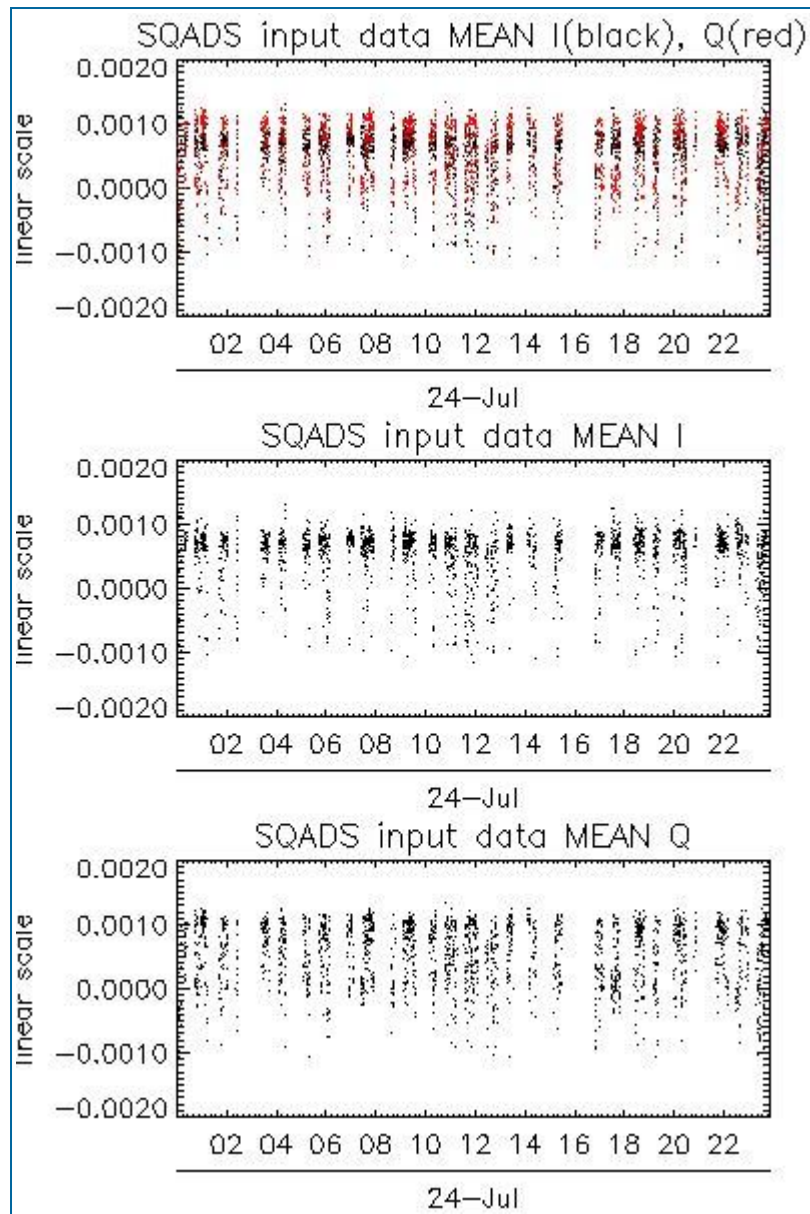 SQADS input data MEAN I(black), Q(red)
0.0020
0.0010
0.0000
−0.0010
−0.0020
linear scale
02 04 06 08 10 12 14 16 18 20 22
24−Jul
SQADS input data MEAN I
0.0020
0.0010
0.0000
−0.0010
−0.0020
linear scale
02 04 06 08 10 12 14 16 18 20 22
24−Jul
SQADS input data MEAN Q
0.0020
0.0010
0.0000
−0.0010
−0.0020
linear scale
02 04 06 08 10 12 14 16 18 20 22
24−Jul